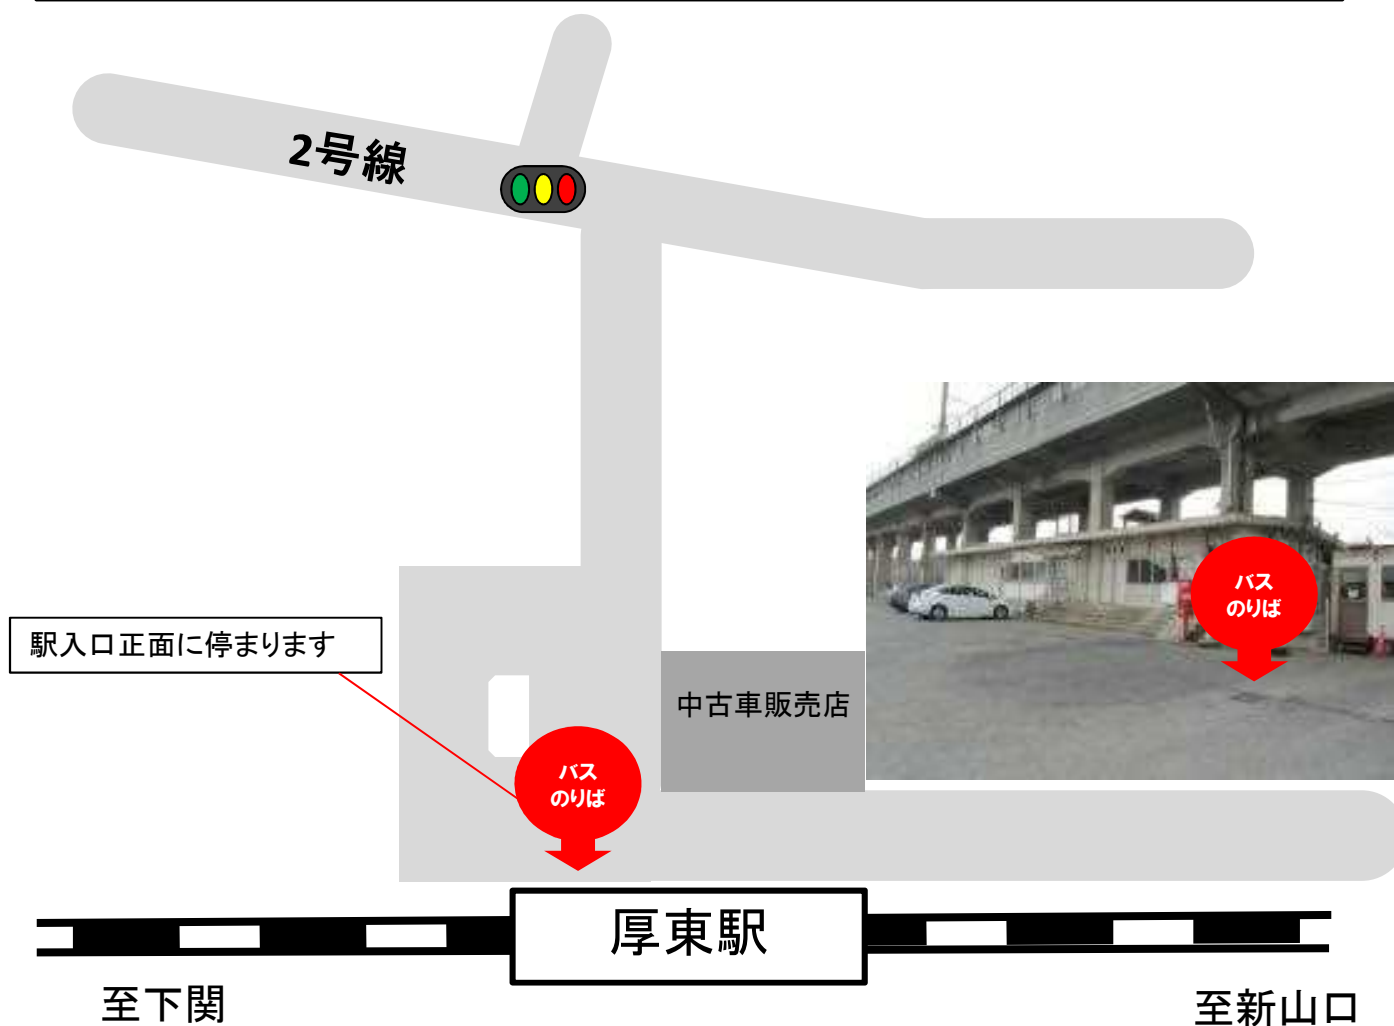 2号線
バス
のりば
駅入口正面に停まります
中古車販売店
バス
のりば
厚東駅
至下関
至新山口